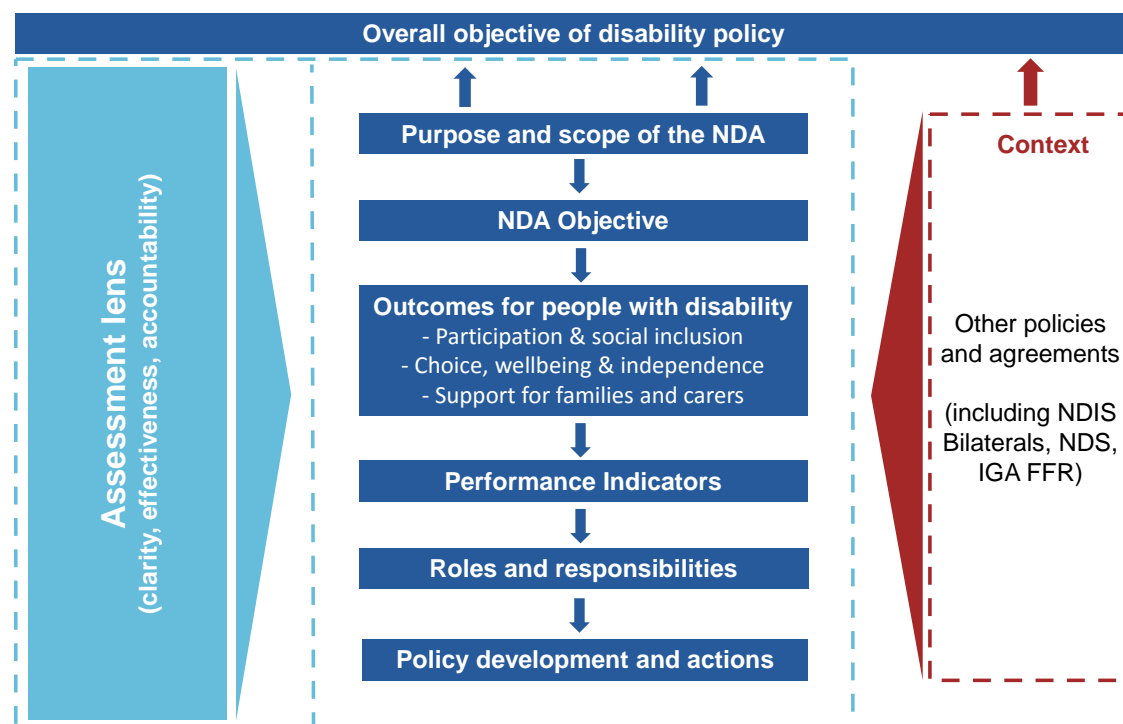 Overall objective of disability policy
Assessment lens
(clarity, effectiveness, accountability)
Purpose and scope of the NDA
NDA Objective
Outcomes for people with disability
- Participation & social inclusion
- Choice, wellbeing & independence
- Support for families and carers
Performance Indicators
Roles and responsibilities
Policy development and actions
Context
Other policies
and agreements
(including NDIS
Bilaterals, NDS,
IGA FFR)